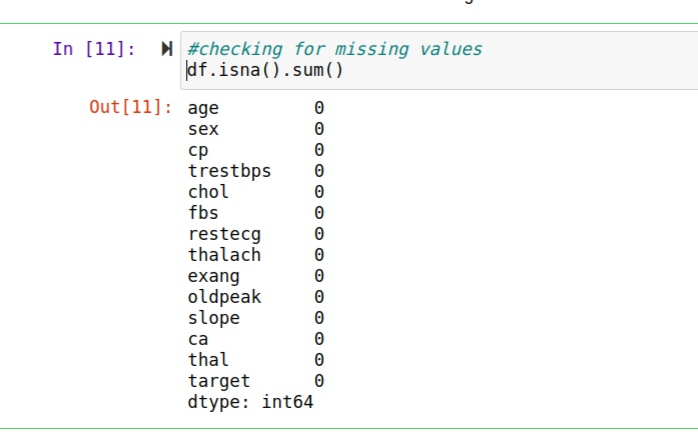 In [11]: #checking for missing values
df.isna().sum()
Out[11]: age 0
sex 0
cp 0
trestbps 0
chol 0
fbs 0
restecg 0
thalach 0
exang 0
oldpeak 0
slope 0
ca 0
thal 0
target 0
dtype: int64